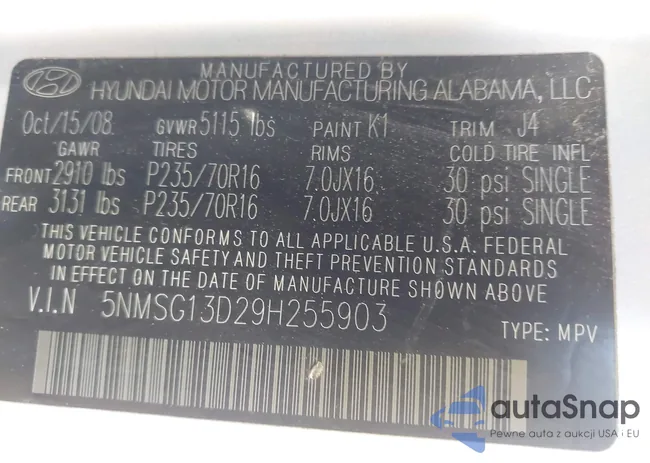 MANUFACTURED BY
HYUNDAI MOTOR MANUFACTURING ALABAMA, LLC
Oct/15/08 GVWR 5115 lbs PAINT K1 TRIM J4
GAWR TIRES RIMS COLD TIRE INFL
FRONT 2910 lbs P235/70R16 7.0JX16 30 psi SINGLE
REAR 3131 lbs P235/70R16 7.0JX16 30 psi SINGLE
THIS VEHICLE CONFORMS TO ALL APPLICABLE U.S.A. FEDERAL
MOTOR VEHICLE SAFETY AND THEFT PREVENTION STANDARDS
IN EFFECT ON THE DATE OF MANUFACTURE SHOWN ABOVE.
V.I.N 5NMSG13D29H255903
TYPE: MPV
autaSnap
Pewne auta z aukcji USA i EU